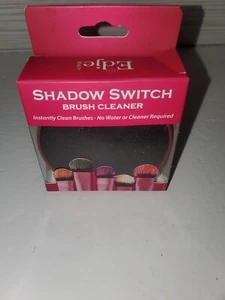 Edje
SHADOW SWITCH
BRUSH CLEANER
Instantly Clean Brushes - No Water or Cleaner Required